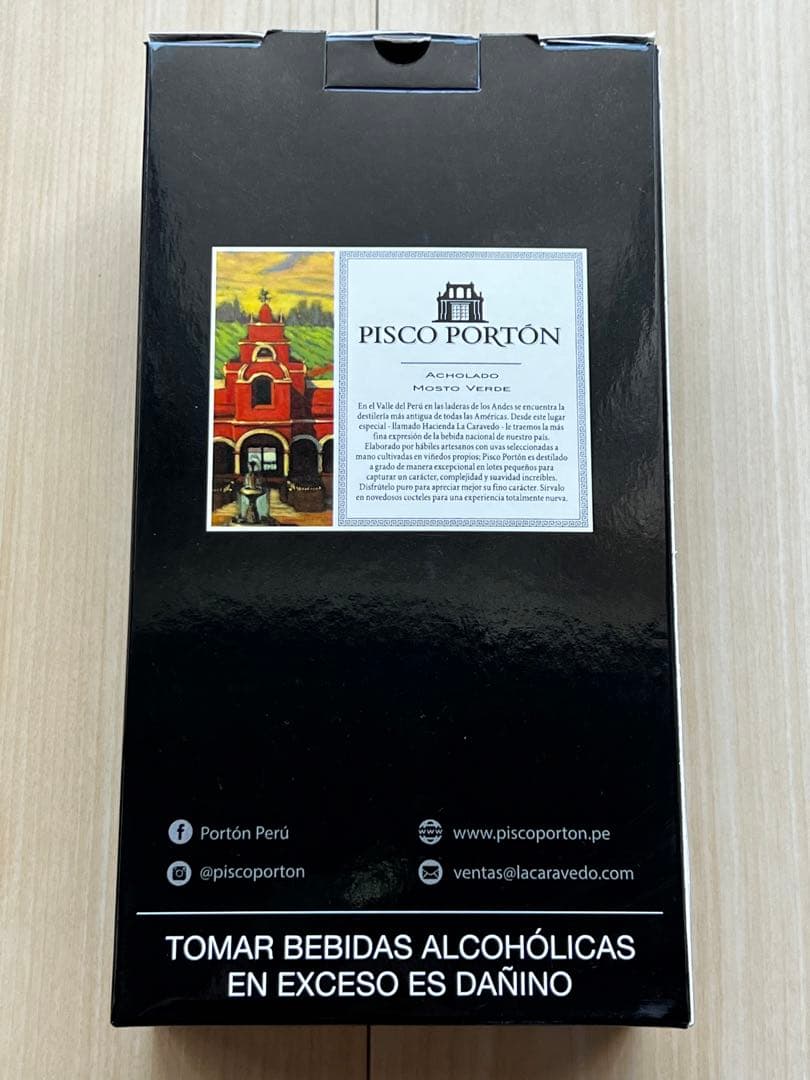 PISCO PORTÓN
ACHOLADO
MOSTO VERDE
En el Valle del Perú en las laderas de los Andes se encuentra la
destilería más antigua de todas las Américas. Desde este lugar
especial - llamado Hacienda La Caravedo - le traemos la más
fina expresión de la bebida nacional de nuestro país.
Elaborado por hábiles artesanos con uvas seleccionadas a
mano cultivadas en viñedos propios; Pisco Portón es destilado
a grado de manera excepcional en lotes pequeños para
capturar un carácter, complejidad y suavidad increíbles.
Disfrútelo puro para apreciar mejor su fino carácter. Sírvalo
en novedosos cocteles para una experiencia totalmente nueva.
f Portón Perú
www www.piscoporton.pe
@piscoporton
ventas@lacaravedo.com
TOMAR BEBIDAS ALCOHÓLICAS
EN EXCESO ES DAÑINO